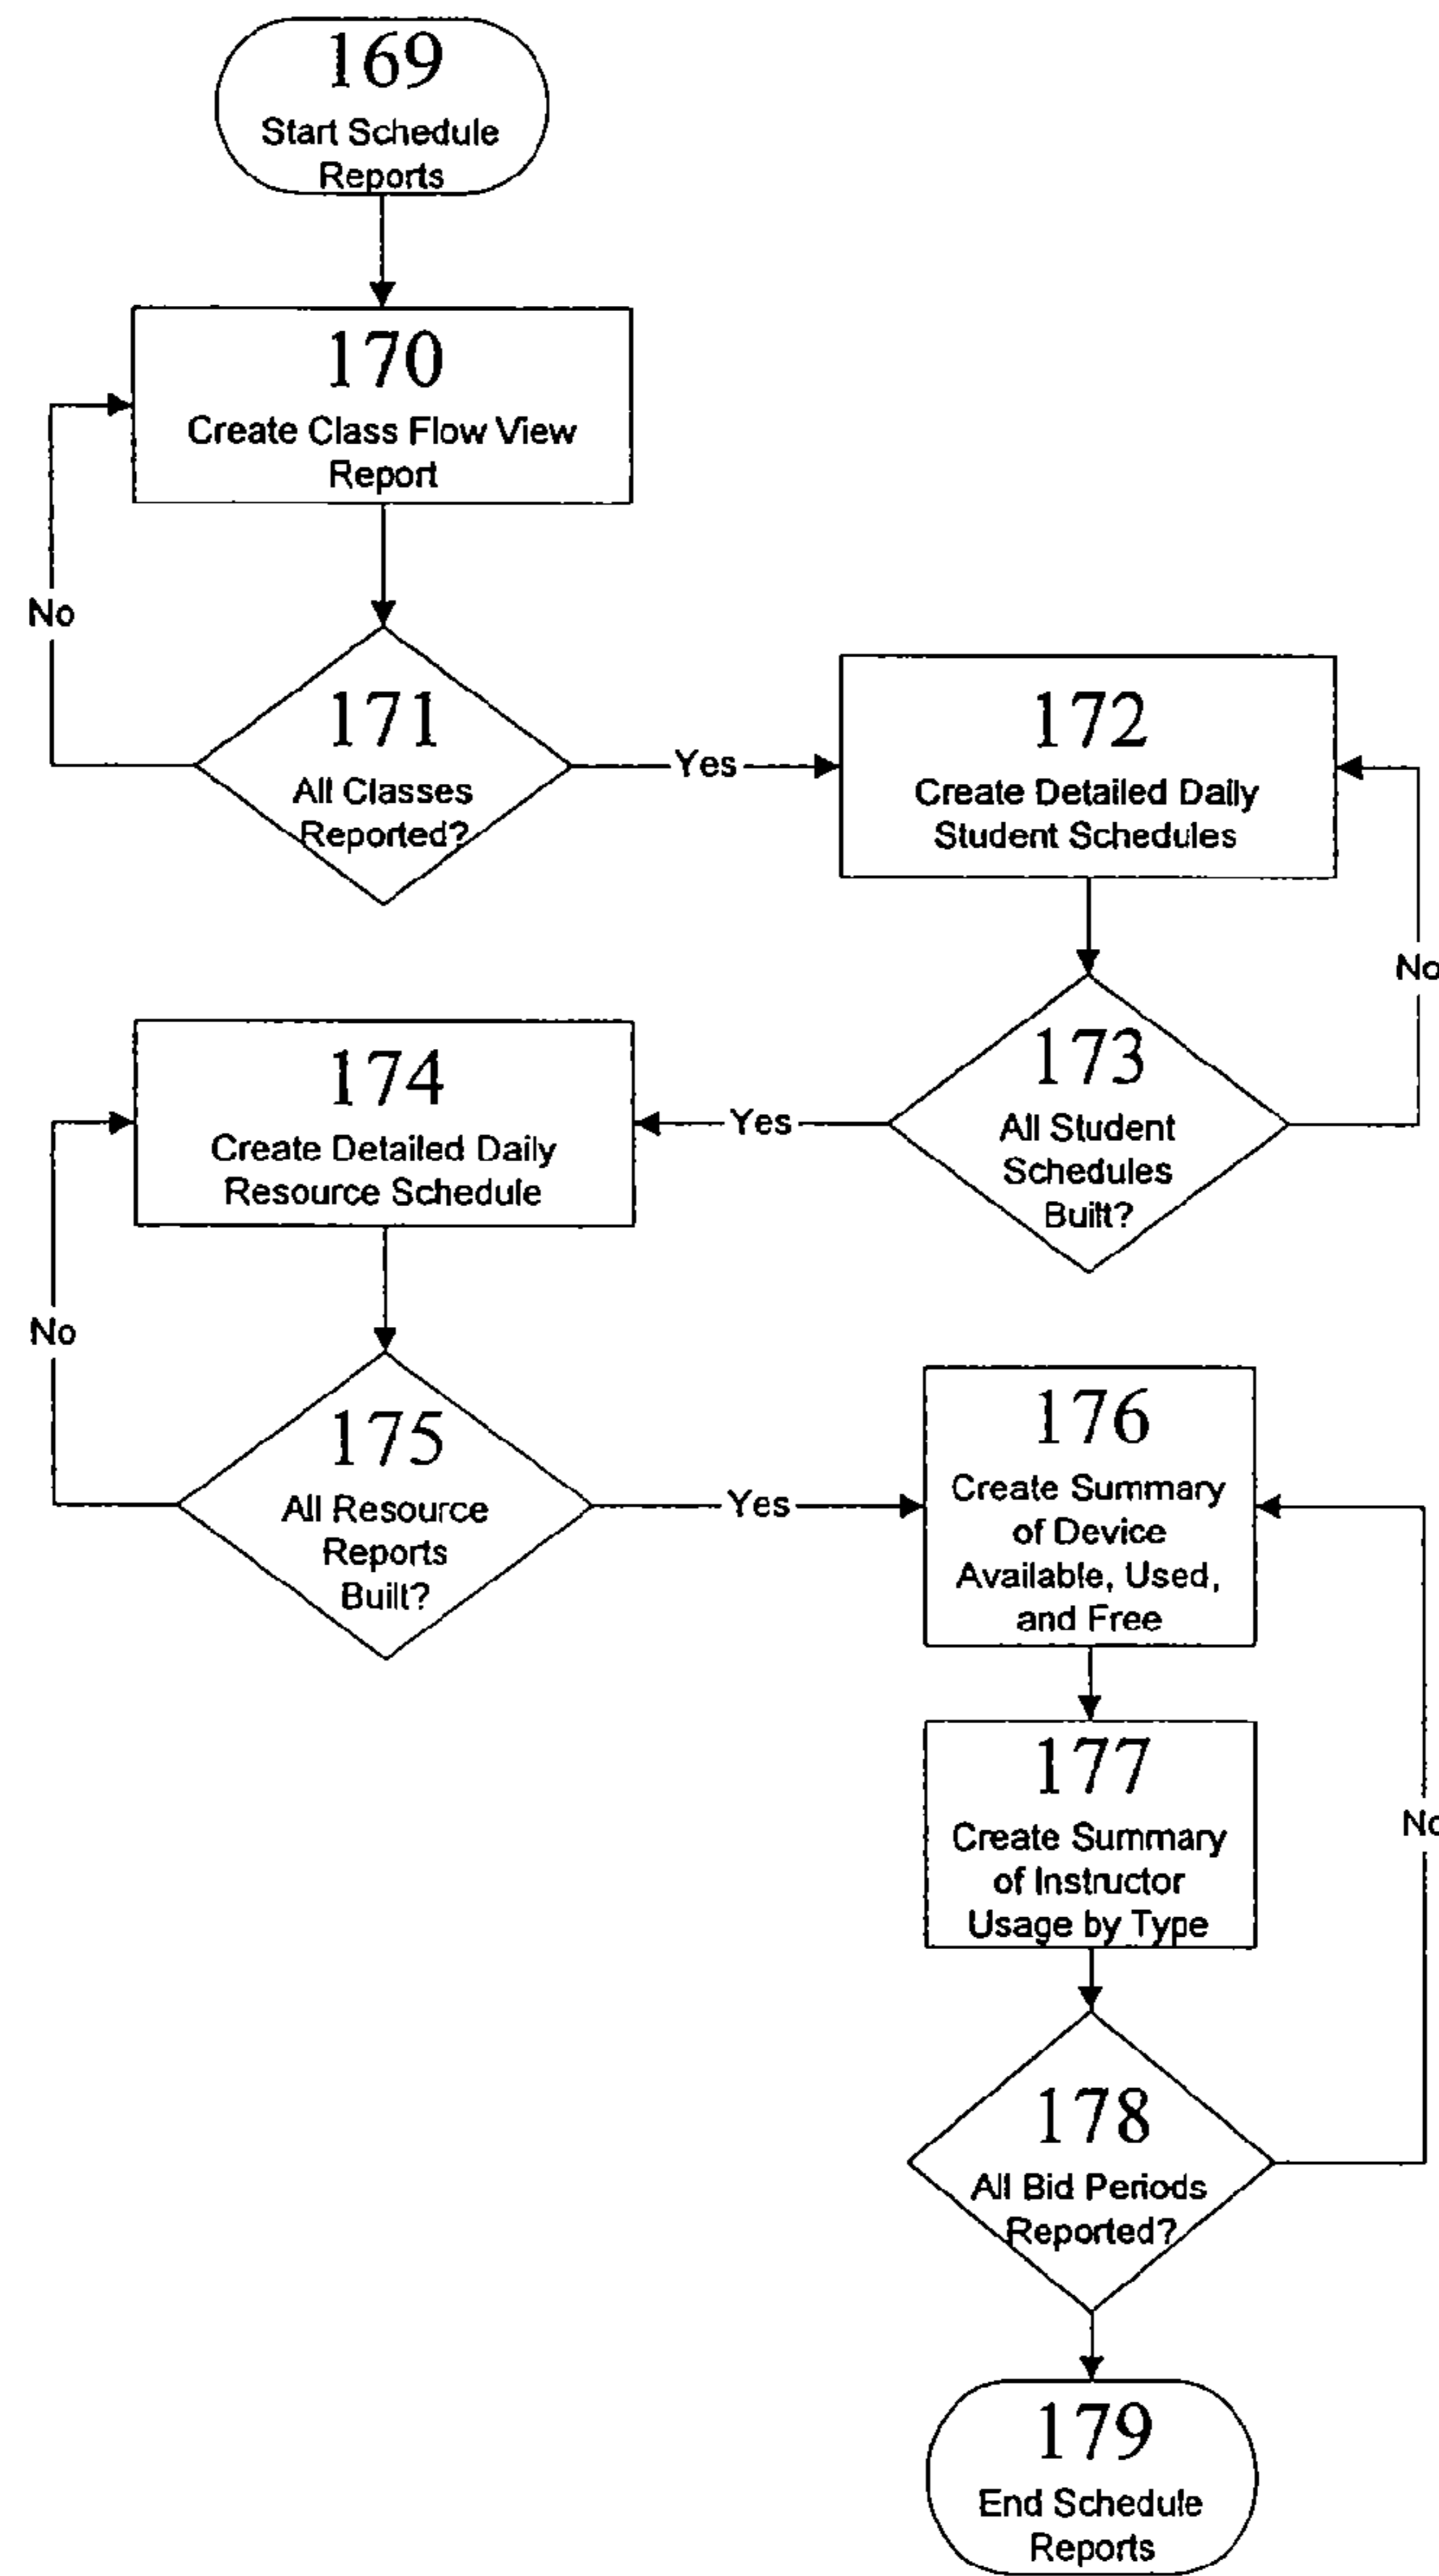 169
Start Schedule
Reports
170
Create Class Flow View
Report
No
171
All Classes
Reported?
Yes
172
Create Detailed Daily
Student Schedules
No
173
All Student
Schedules
Built?
Yes
174
Create Detailed Daily
Resource Schedule
No
175
All Resource
Reports
Built?
Yes
176
Create Summary
of Device
Available, Used,
and Free
177
Create Summary
of Instructor
Usage by Type
No
178
All Bid Periods
Reported?
179
End Schedule
Reports